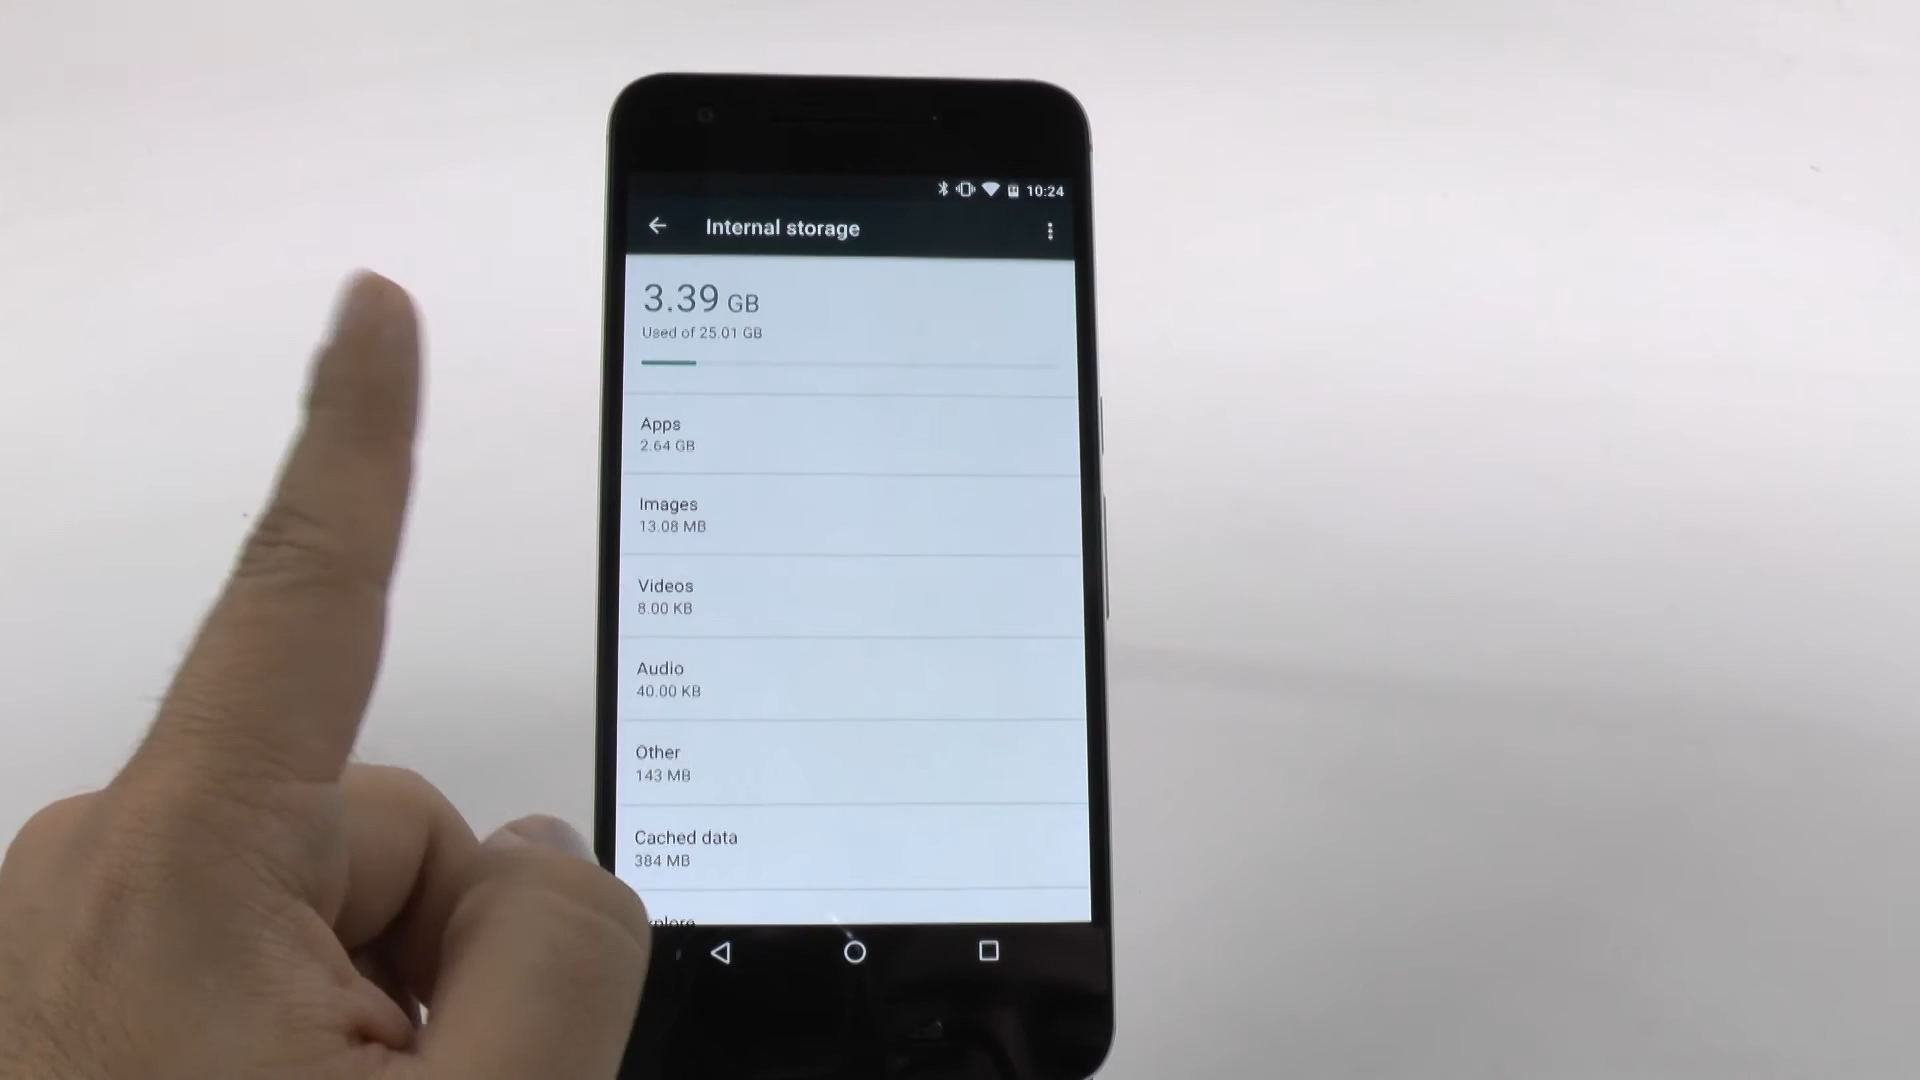 10:24
Internal storage
3.39 GB
Used of 25.01 GB
Apps
2.64 GB
Images
13.08 MB
Videos
8.00 KB
Audio
40.00 KB
Other
143 MB
Cached data
384 MB